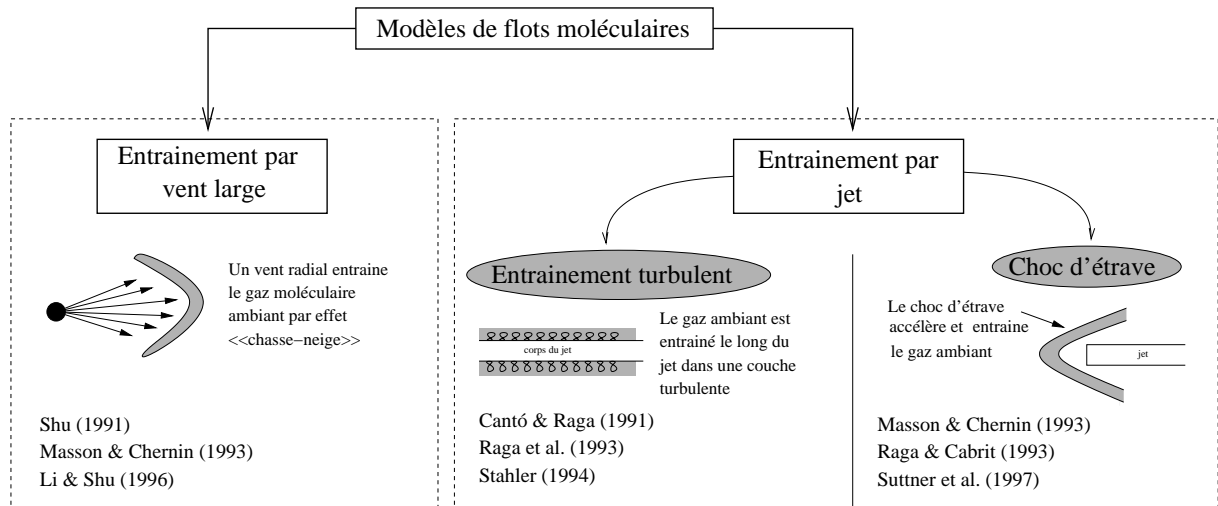 Modèles de flots moléculaires
Entrainement par
vent large
Un vent radial entraine
le gaz moléculaire
ambiant par effet
<<chasse−neige>>
Shu (1991)
Masson & Chernin (1993)
Li & Shu (1996)
Entrainement par
jet
Entrainement turbulent
corps du jet
Le gaz ambiant est
entrainé le long du
jet dans une couche
turbulente
Cantó & Raga (1991)
Raga et al. (1993)
Stahler (1994)
Choc d’étrave
Le choc d’étrave
accélère et entraine
le gaz ambiant
jet
Masson & Chernin (1993)
Raga & Cabrit (1993)
Suttner et al. (1997)